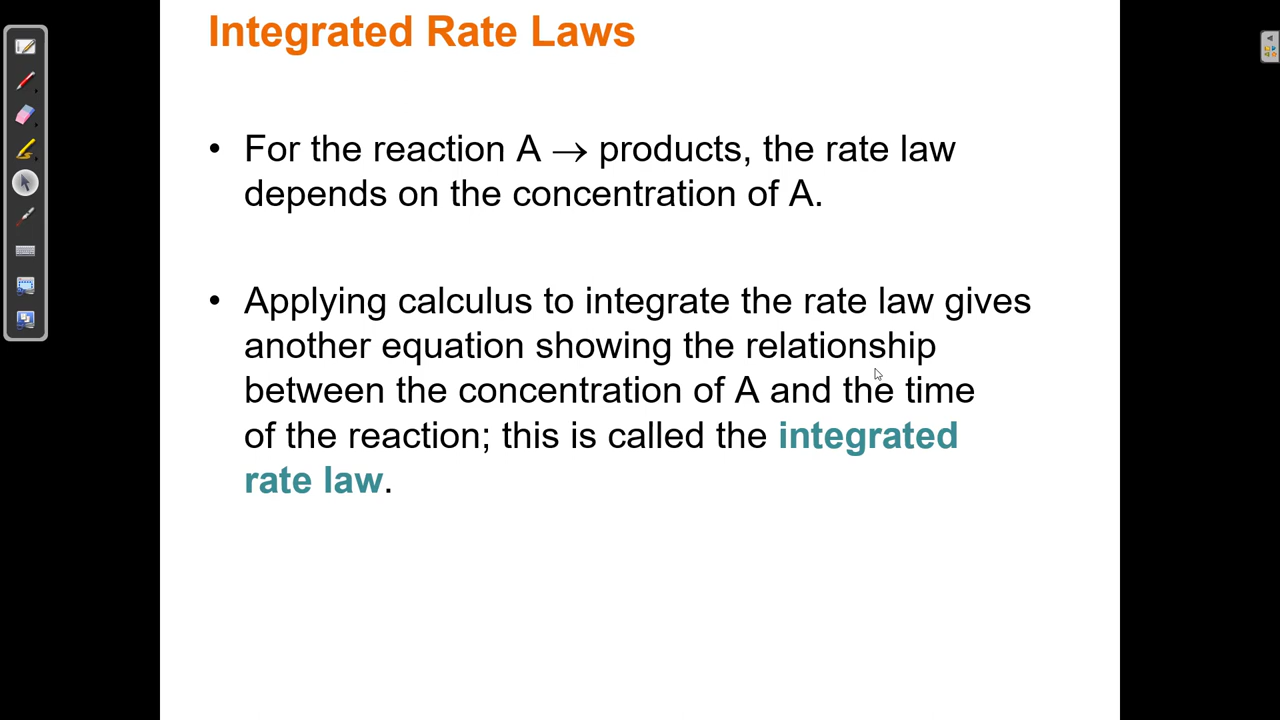 Integrated Rate Laws
• For the reaction A → products, the rate law
depends on the concentration of A.
• Applying calculus to integrate the rate law gives
another equation showing the relationship
between the concentration of A and the time
of the reaction; this is called the integrated
rate law.